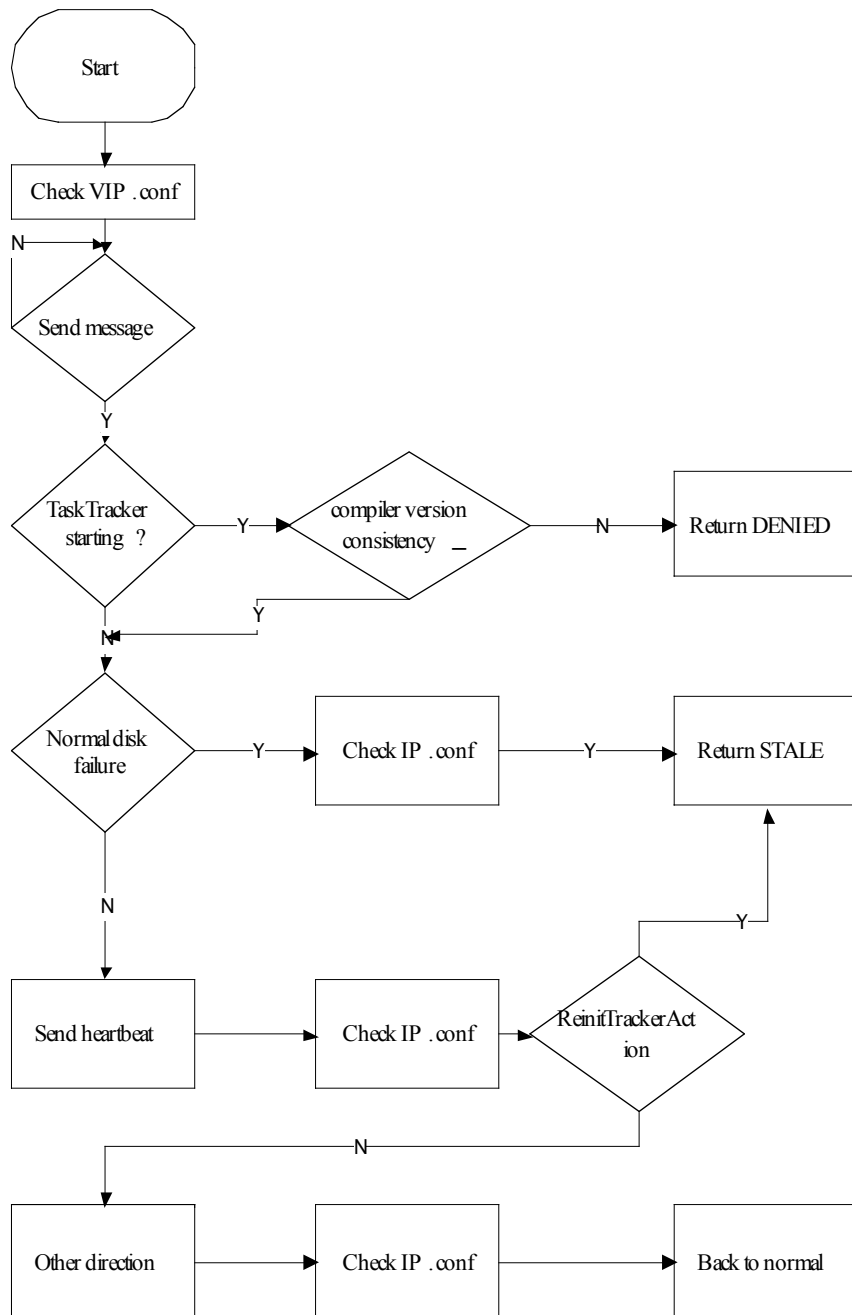 Start
Check VIP .conf
N
Send message
Y
TaskTracker
starting ?
Y
compiler version
consistency _
N
Return DENIED
Y
N
Normal disk
failure
Y
Check IP .conf
Y
Return STALE
N
Y
Send heartbeat
Check IP .conf
ReinitTrackerAct
ion
N
Other direction
Check IP .conf
Back to normal